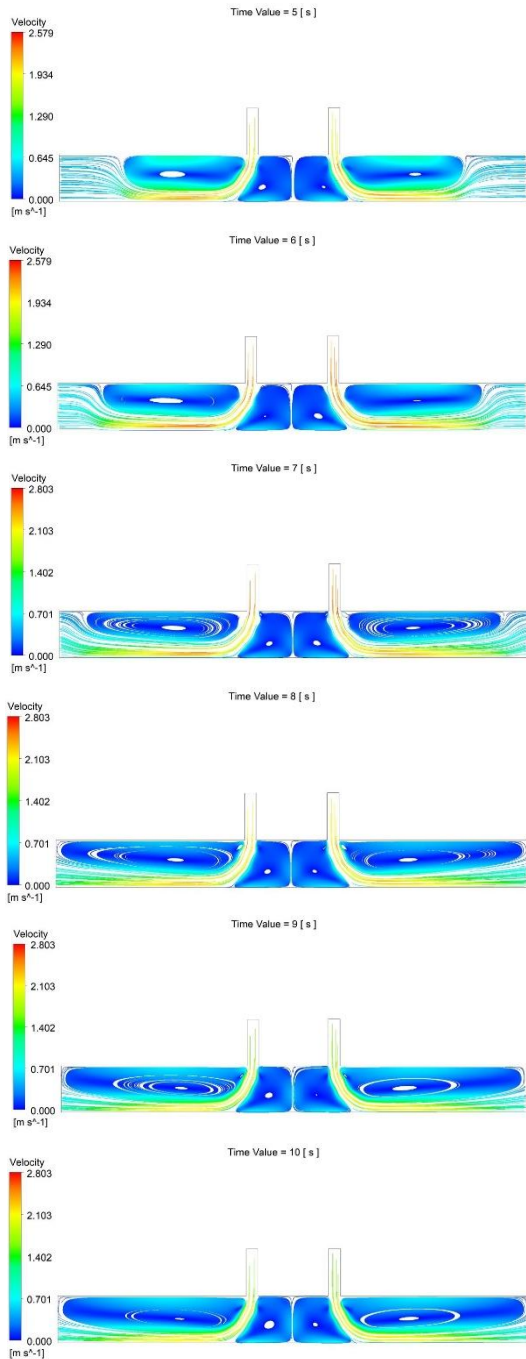 Time Value = 5 [ s ]
Velocity
2.579
1.934
1.290
0.645
0.000
[m s^-1]
Time Value = 6 [ s ]
Velocity
2.579
1.934
1.290
0.645
0.000
[m s^-1]
Time Value = 7 [ s ]
Velocity
2.803
2.103
1.402
0.701
0.000
[m s^-1]
Time Value = 8 [ s ]
Velocity
2.803
2.103
1.402
0.701
0.000
[m s^-1]
Time Value = 9 [ s ]
Velocity
2.803
2.103
1.402
0.701
0.000
[m s^-1]
Time Value = 10 [ s ]
Velocity
2.803
2.103
1.402
0.701
0.000
[m s^-1]